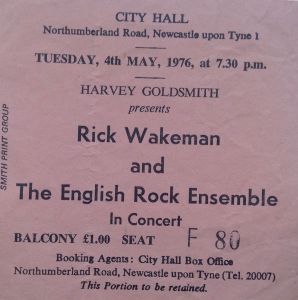 CITY HALL
Northumberland Road, Newcastle upon Tyne 1
TUESDAY, 4th MAY, 1976, at 7.30 p.m.
HARVEY GOLDSMITH
presents
Rick Wakeman
and
The English Rock Ensemble
In Concert
BALCONY £1.00 SEAT F 80
Booking Agents: City Hall Box Office
Northumberland Road, Newcastle upon Tyne (Tel. 20007)
This Portion to be retained.
SMITH PRINT GROUP